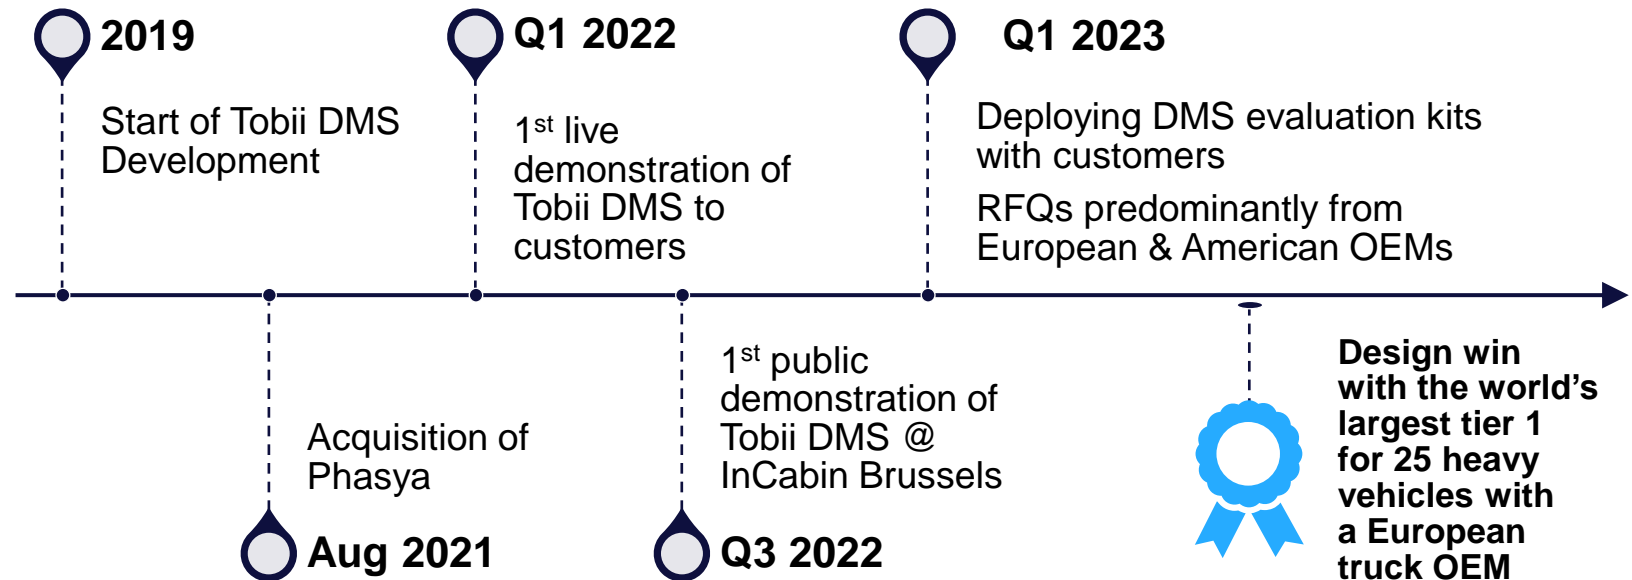 2019
Start of Tobii DMS
Development
Q1 2022
1st live
demonstration of
Tobii DMS to
customers
Q1 2023
Deploying DMS evaluation kits
with customers
RFQs predominantly from
European & American OEMs
Acquisition of
Phasya
Aug 2021
1st public
demonstration of
Tobii DMS @
InCabin Brussels
Q3 2022
Design win
with the world’s
largest tier 1
for 25 heavy
vehicles with
a European
truck OEM